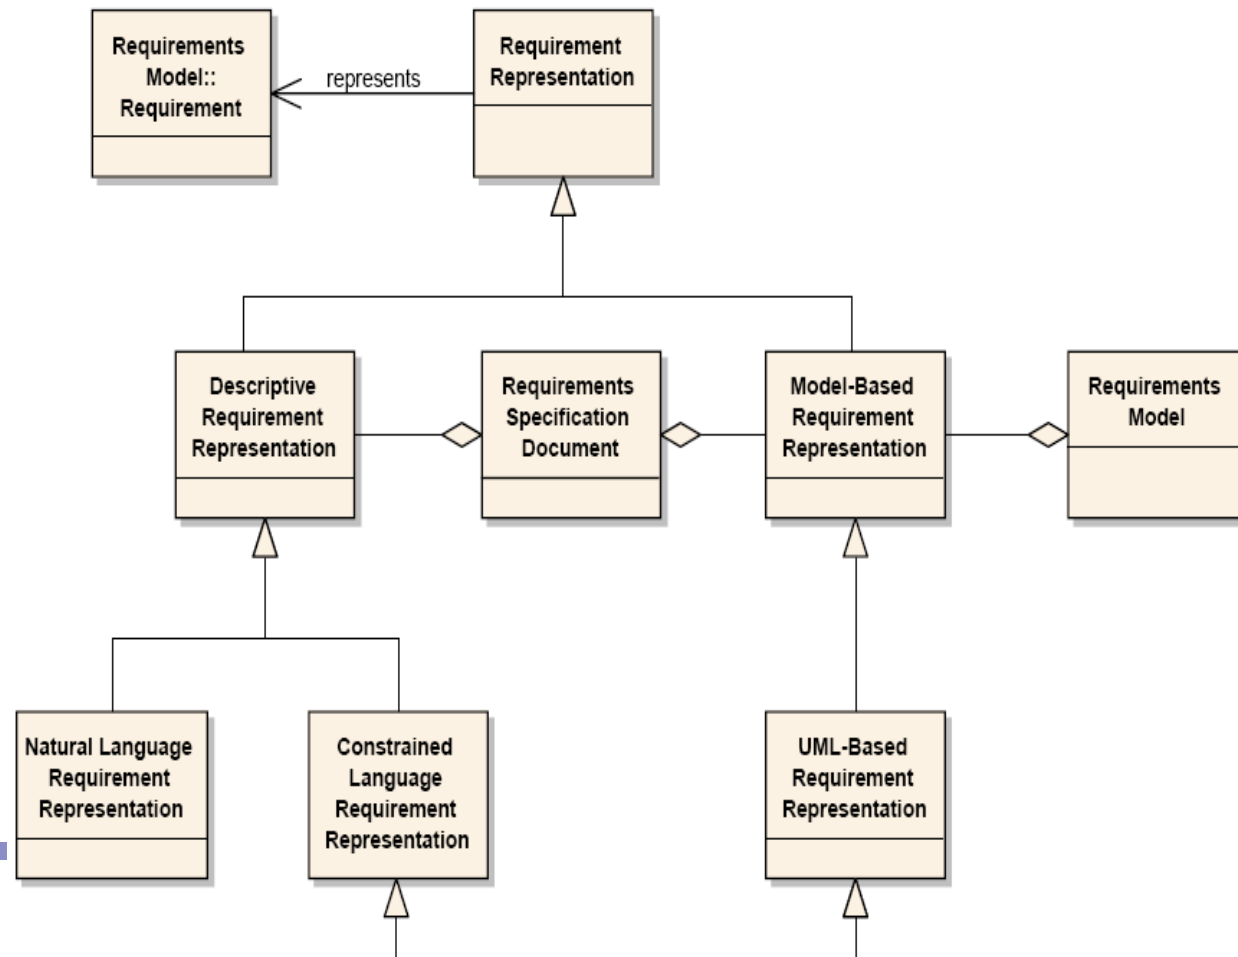 Requirements
Model::
Requirement
represents
Requirement
Representation
Descriptive
Requirement
Representation
Requirements
Specification
Document
Model-Based
Requirement
Representation
Requirements
Model
Natural Language
Requirement
Representation
Constrained
Language
Requirement
Representation
UML-Based
Requirement
Representation